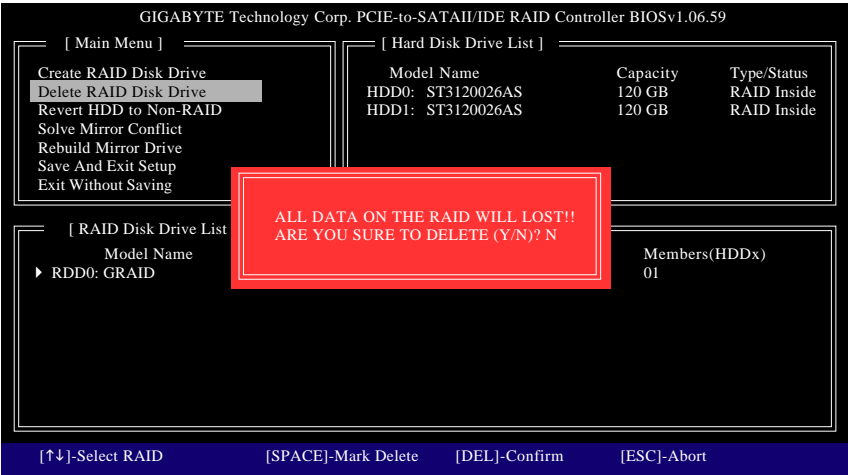 GIGABYTE Technology Corp. PCIE-to-SATAII/IDE RAID Controller BIOSv1.06.59
[ Main Menu ]
Create RAID Disk Drive
Delete RAID Disk Drive
Revert HDD to Non-RAID
Solve Mirror Conflict
Rebuild Mirror Drive
Save And Exit Setup
Exit Without Saving
[ Hard Disk Drive List ]
Model Name Capacity Type/Status
HDD0: ST3120026AS 120 GB RAID Inside
HDD1: ST3120026AS 120 GB RAID Inside
ALL DATA ON THE RAID WILL LOST!!
ARE YOU SURE TO DELETE (Y/N)? N
[ RAID Disk Drive List
Model Name Members(HDDx)
RDD0: GRAID 01
[↑↓]-Select RAID [SPACE]-Mark Delete [DEL]-Confirm [ESC]-Abort